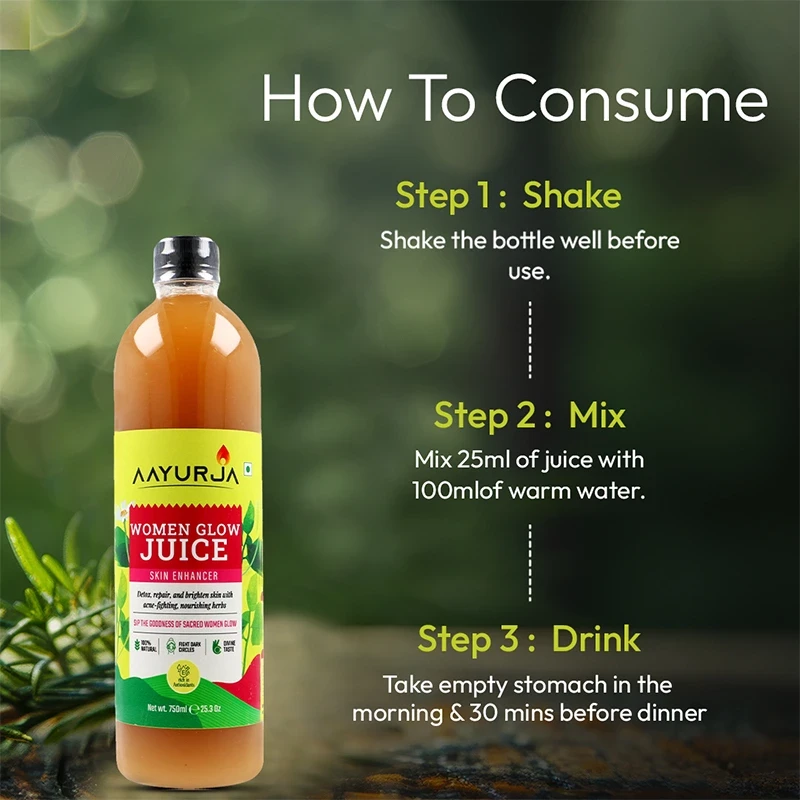 How To Consume
Step 1 : Shake
Shake the bottle well before
use.
Step 2 : Mix
Mix 25ml of juice with
100mlof warm water.
Step 3 : Drink
Take empty stomach in the
morning & 30 mins before dinner
AAYURJA
WOMEN GLOW
JUICE
SKIN ENHANCER
Detox, repair, and brighten skin with
acne-fighting, nourishing herbs
SIP THE GOODNESS OF SACRED WOMEN GLOW
100%
NATURAL
FIGHT DARK
CIRCLES
DIVINE
TASTE
rich in
Antioxidants
Net wt. 750ml ℮ 25.3 Oz